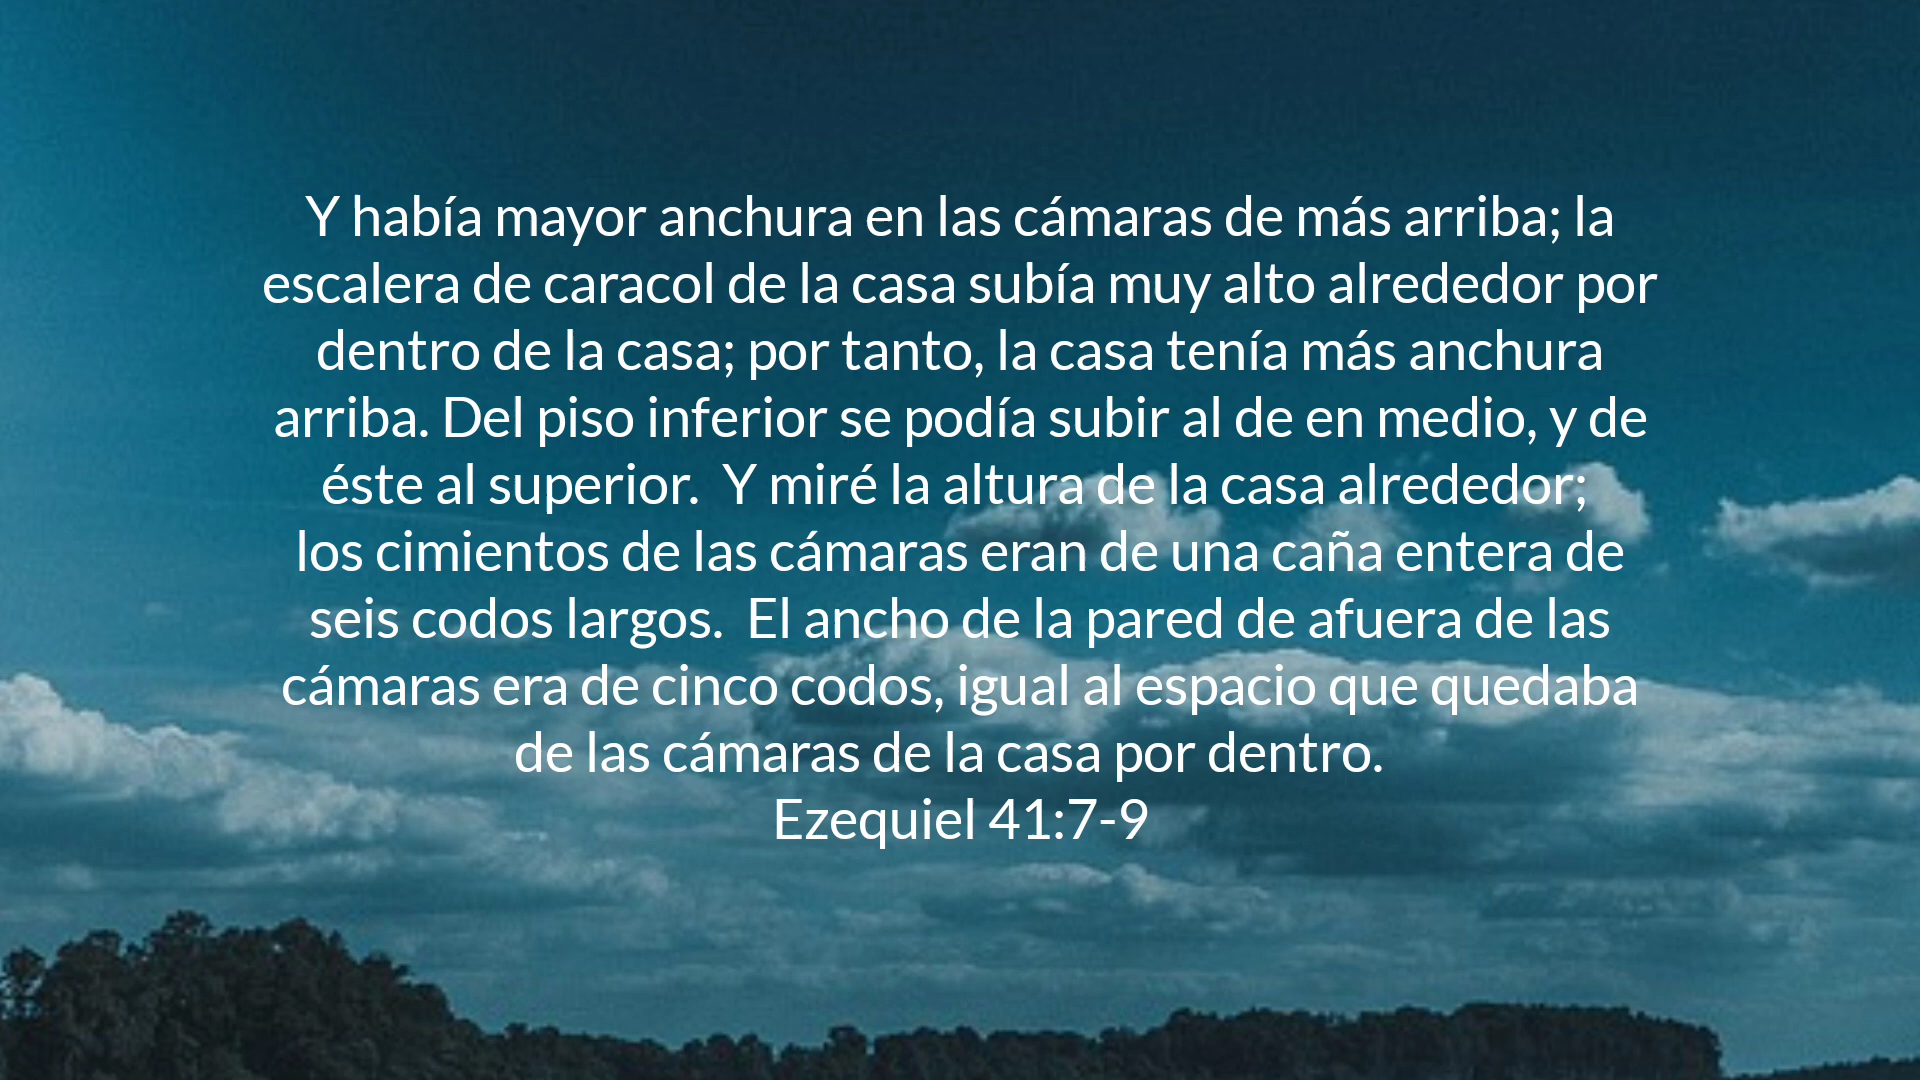 Y había mayor anchura en las cámaras de más arriba; la
escalera de caracol de la casa subía muy alto alrededor por
dentro de la casa; por tanto, la casa tenía más anchura
arriba. Del piso inferior se podía subir al de en medio, y de
éste al superior.  Y miré la altura de la casa alrededor;
los cimientos de las cámaras eran de una caña entera de
seis codos largos.  El ancho de la pared de afuera de las
cámaras era de cinco codos, igual al espacio que quedaba
de las cámaras de la casa por dentro.
Ezequiel 41:7-9